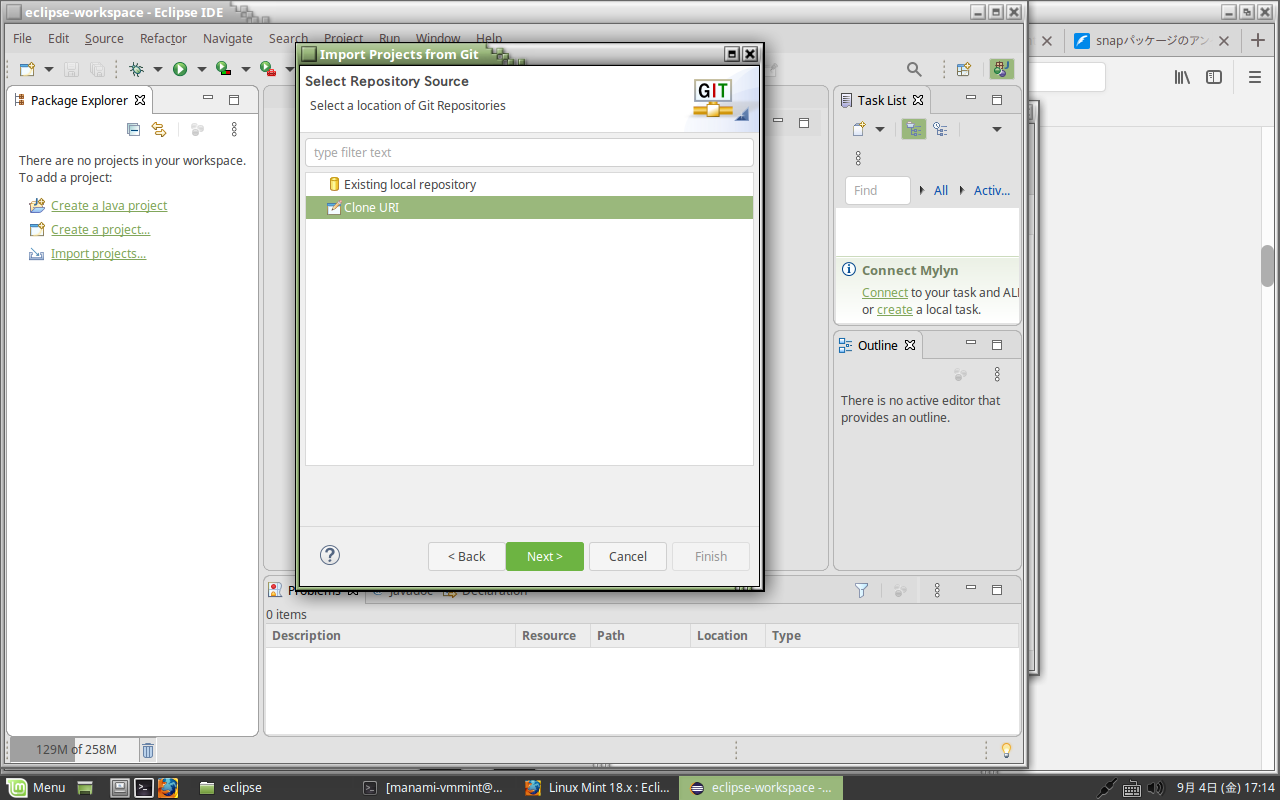 eclipse-workspace - Eclipse IDE
File Edit Source Refactor Navigate Search Project Run Window Help
Import Projects from Git
snapパッケージのアン
Select Repository Source
Select a location of Git Repositories
GIT
type filter text
Existing local repository
Clone URI
< Back
Next >
Cancel
Finish
Package Explorer
There are no projects in your workspace.
To add a project:
Create a Java project
Create a project...
Import projects...
Task List
Find
All
Activ...
Connect Mylyn
Connect to your task and ALM
or create a local task.
Outline
There is no active editor that
provides an outline.
Problems Javadoc Declaration
0 items
Description Resource Path Location Type
129M of 258M
Menu
eclipse
[manami-vmmint@...
Linux Mint 18.x : Ecli...
eclipse-workspace -...
9月 4日 (金) 17:14